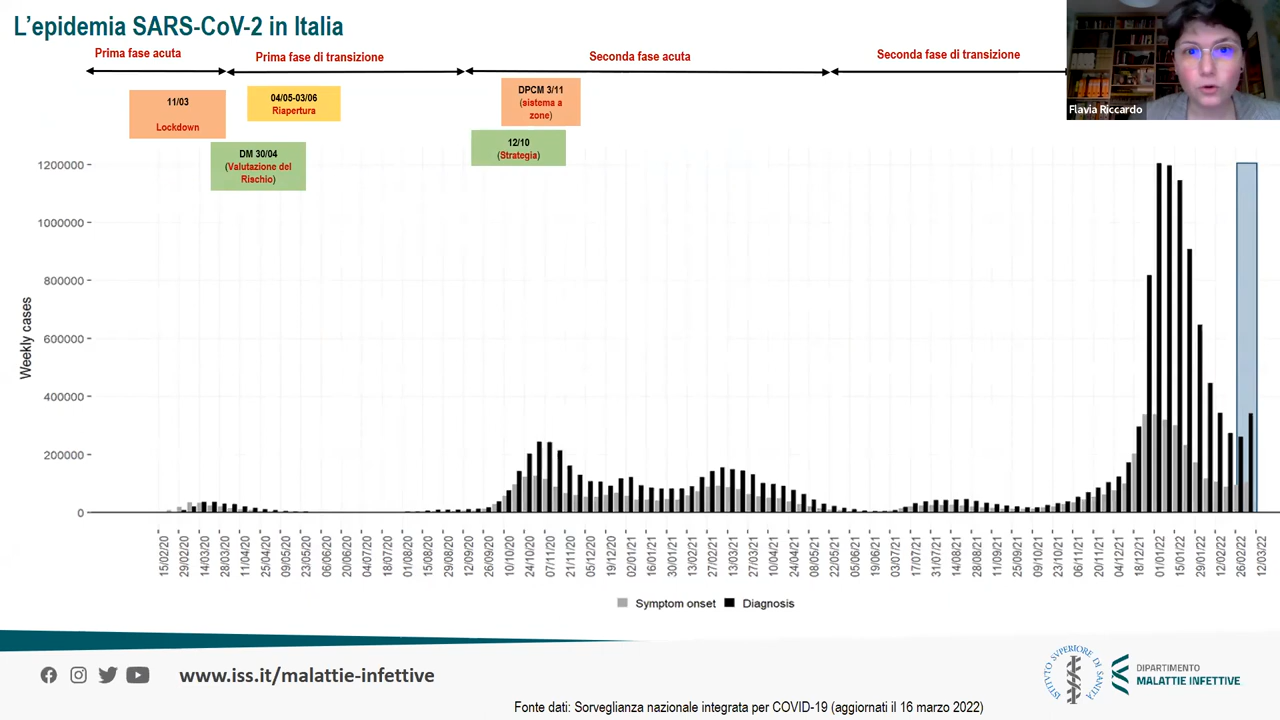 L'epidemia SARS-CoV-2 in Italia
Prima fase acuta
Prima fase di transizione
Seconda fase acuta
Seconda fase di transizione
Flavia Riccardo
11/03
Lockdown
04/05-03/06
Riapertura
DPCM 3/11
(sistema a
zone)
DM 30/04
(Valutazione del
Rischio)
12/10
(Strategia)
Weekly cases
1200000
1000000
800000
600000
400000
200000
0
15/02/20
29/02/20
14/03/20
28/03/20
11/04/20
25/04/20
09/05/20
23/05/20
06/06/20
20/06/20
04/07/20
18/07/20
01/08/20
15/08/20
29/08/20
12/09/20
26/09/20
10/10/20
24/10/20
07/11/20
21/11/20
05/12/20
19/12/20
02/01/21
16/01/21
30/01/21
13/02/21
27/02/21
13/03/21
27/03/21
10/04/21
24/04/21
08/05/21
22/05/21
05/06/21
19/06/21
03/07/21
17/07/21
31/07/21
14/08/21
28/08/21
11/09/21
25/09/21
09/10/21
23/10/21
06/11/21
20/11/21
04/12/21
18/12/21
01/01/22
15/01/22
29/01/22
12/02/22
26/02/22
12/03/22
Symptom onset
Diagnosis
www.iss.it/malattie-infettive
ISTITUTO SVPERIORE DI SANITÀ
DIPARTIMENTO
MALATTIE INFETTIVE
Fonte dati: Sorveglianza nazionale integrata per COVID-19 (aggiornati il 16 marzo 2022)